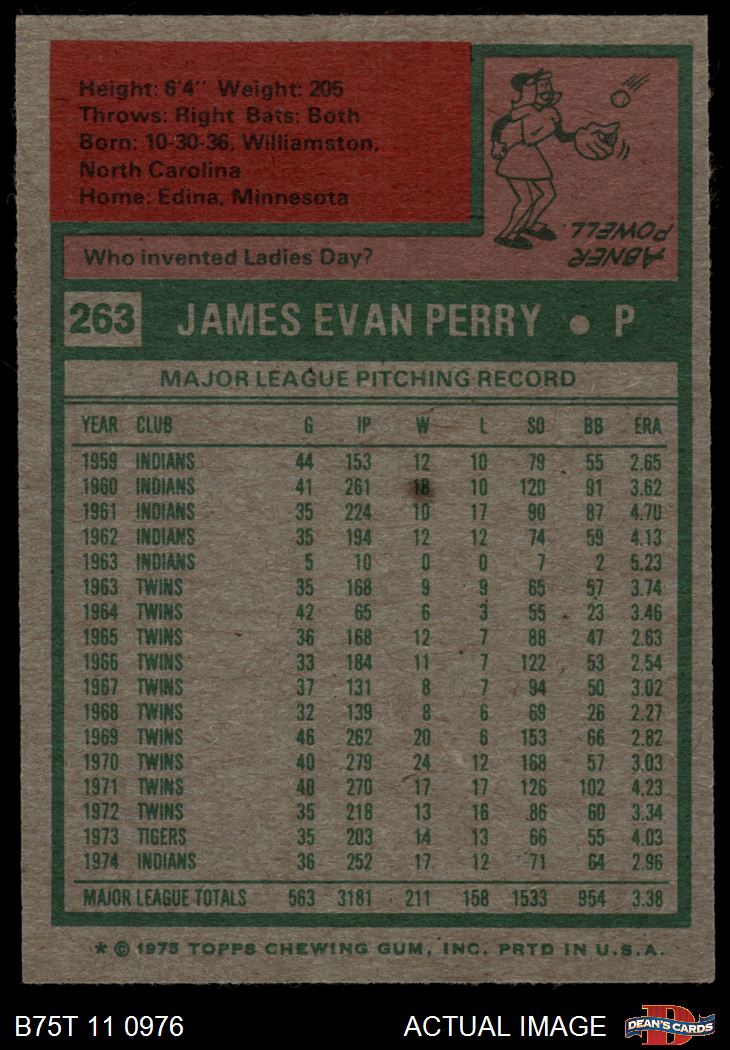 Height: 6'4" Weight: 205
Throws: Right Bats: Both
Born: 10-30-36, Williamston,
North Carolina
Home: Edina, Minnesota
ABNER
POWELL
Who invented Ladies Day?
263 JAMES EVAN PERRY • P
MAJOR LEAGUE PITCHING RECORD
YEAR CLUB G IP W L SO BB ERA
1959 INDIANS 44 153 12 10 79 55 2.65
1960 INDIANS 41 261 18 10 120 91 3.62
1961 INDIANS 35 224 10 17 90 87 4.70
1962 INDIANS 35 194 12 12 74 59 4.13
1963 INDIANS 5 10 0 0 7 2 5.23
1963 TWINS 35 168 9 9 65 57 3.74
1964 TWINS 42 65 6 3 55 23 3.46
1965 TWINS 36 168 12 7 88 47 2.63
1966 TWINS 33 184 11 7 122 53 2.54
1967 TWINS 37 131 8 7 94 50 3.02
1968 TWINS 32 139 8 6 69 26 2.27
1969 TWINS 46 262 20 6 153 66 2.82
1970 TWINS 40 279 24 12 168 57 3.03
1971 TWINS 40 270 17 17 126 102 4.23
1972 TWINS 35 218 13 16 86 60 3.34
1973 TIGERS 35 203 14 13 66 55 4.03
1974 INDIANS 36 252 17 12 71 64 2.96
MAJOR LEAGUE TOTALS 563 3181 211 158 1533 954 3.38
* © 1975 TOPPS CHEWING GUM, INC. PRTD IN U.S.A.
B75T 11 0976 ACTUAL IMAGE D DEAN'S CARDS